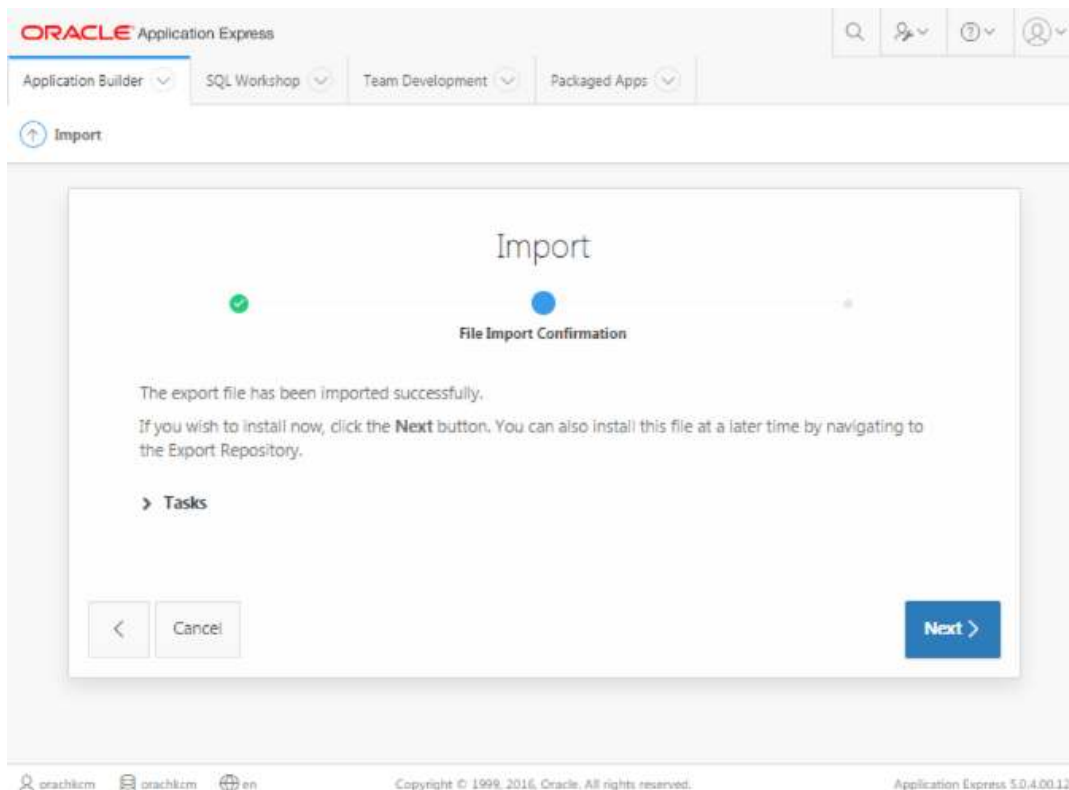 ORACLE Application Express
Application Builder SQL Workshop Team Development Packaged Apps
Import
Import
File Import Confirmation
The export file has been imported successfully.
If you wish to install now, click the Next button. You can also install this file at a later time by navigating to
the Export Repository.
Tasks
Cancel Next
prachkcm prachkcm en Copyright © 1999, 2016, Oracle. All rights reserved. Application Express 5.0.4.00.12